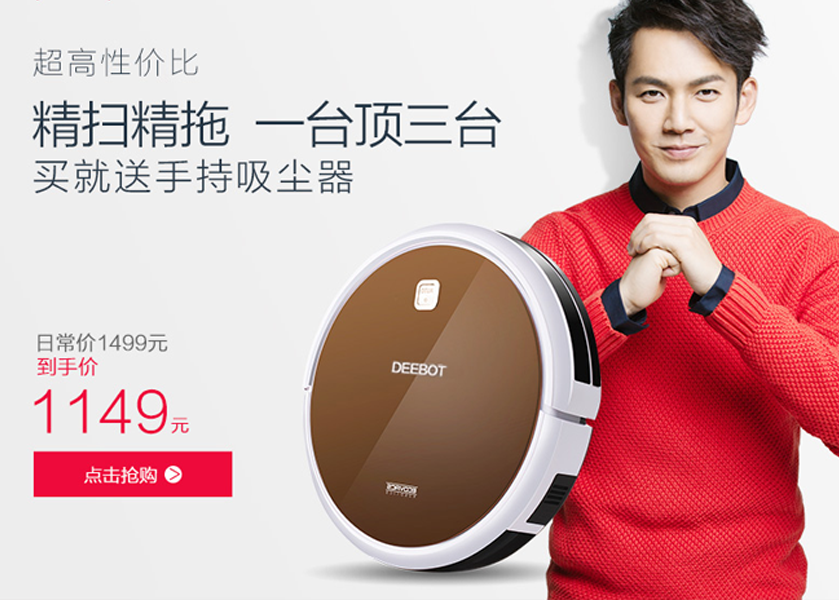 超高性价比
精扫精拖 一台顶三台
买就送手持吸尘器
日常价1499元
到手价
1149元
点击抢购
DEEBOT